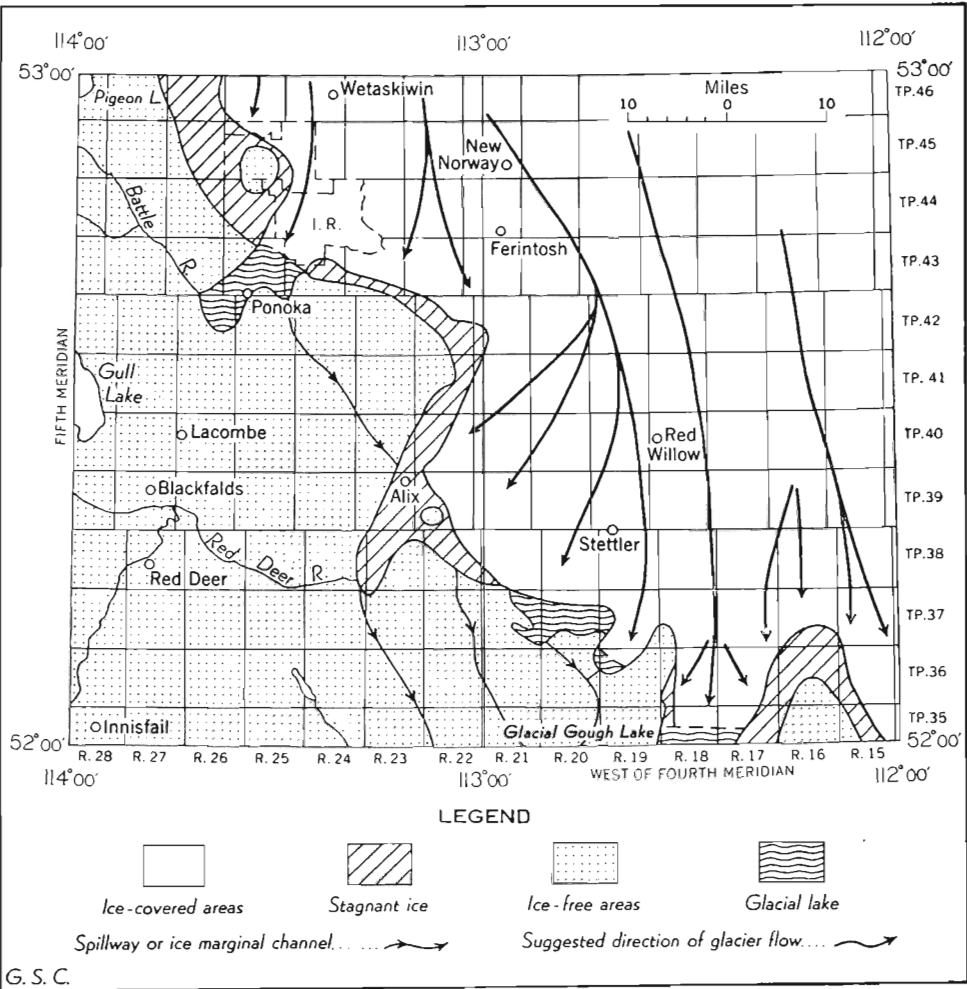 114°00'
113°00'
112°00'
53°00'
53°00'
Pigeon L.
Wetaskiwin
Miles
10 0 10
TP.46
New
Norway
TP.45
Battle
R.
TP.44
I.R.
Ferintosh
TP.43
Ponoka
TP.42
FIFTH MERIDIAN
Gull
Lake
TP.41
Lacombe
Red
Willow
TP.40
Blackfalds
Alix
TP.39
Red Deer R.
Stettler
TP.38
Red Deer
TP.37
TP.36
Innisfail
Glacial Gough Lake
TP.35
52°00'
52°00'
R. 28 R. 27 R. 26 R. 25 R. 24 R. 23 R. 22 R. 21 R. 20 R. 19 R. 18 R. 17 R. 16 R. 15
114°00'
113°00'
WEST OF FOURTH MERIDIAN
112°00'
LEGEND
Ice-covered areas
Stagnant ice
Ice-free areas
Glacial lake
Spillway or ice marginal channel... ...
Suggested direction of glacier flow....
G. S. C.